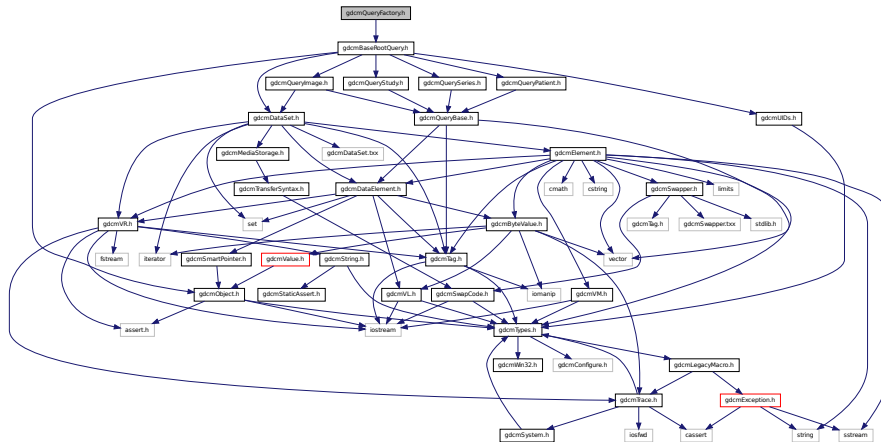 gdcmQueryFactory.h
gdcmBaseRootQuery.h
gdcmQueryImage.h
gdcmQueryStudy.h
gdcmQuerySeries.h
gdcmQueryPatient.h
gdcmDataSet.h
gdcmQueryBase.h
gdcmUIDs.h
gdcmMediaStorage.h
gdcmDataSet.txx
gdcmElement.h
gdcmTransferSyntax.h
gdcmDataElement.h
cmath
cstring
gdcmSwapper.h
limits
gdcmVR.h
set
gdcmByteValue.h
gdcmTag.h
gdcmSwapper.txx
stdlib.h
fstream
iterator
gdcmSmartPointer.h
gdcmValue.h
gdcmString.h
gdcmTag.h
vector
gdcmObject.h
gdcmStaticAssert.h
gdcmVL.h
gdcmSwapCode.h
iomanip
gdcmVM.h
assert.h
iostream
gdcmTypes.h
gdcmWin32.h
gdcmConfigure.h
gdcmLegacyMacro.h
gdcmTrace.h
gdcmException.h
gdcmSystem.h
iosfwd
cassert
string
sstream